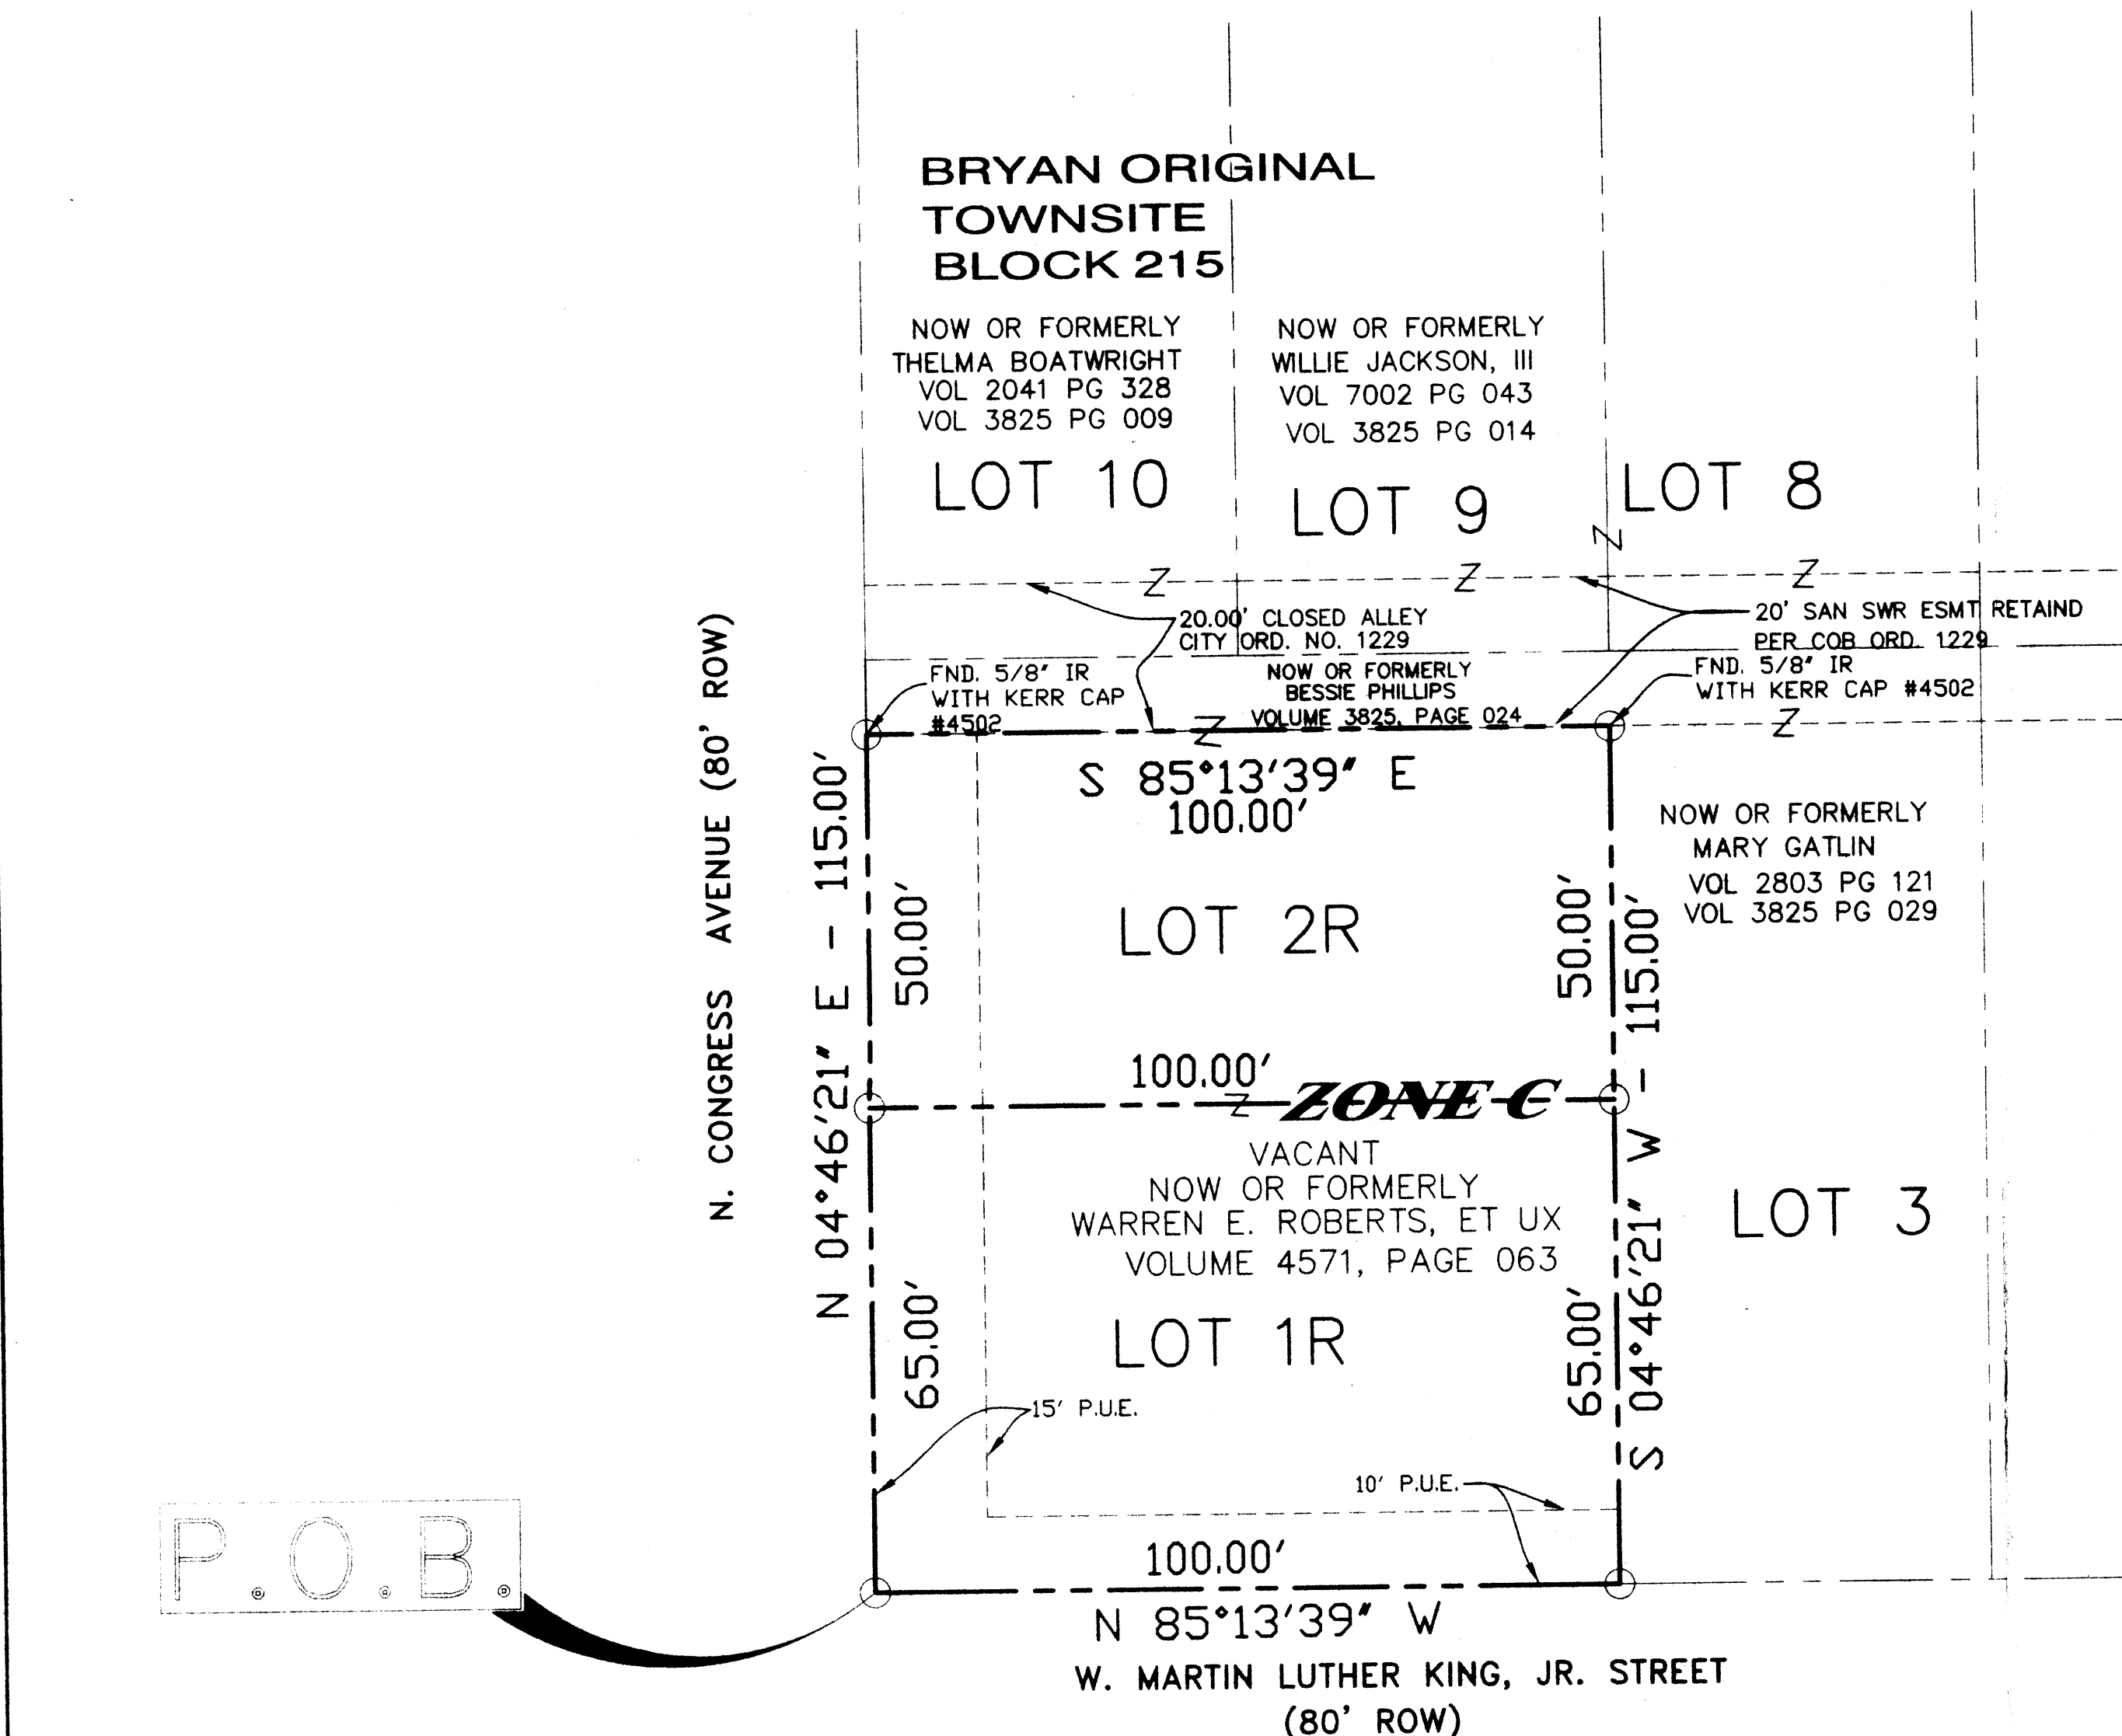 BRYAN ORIGINAL
TOWNSITE
BLOCK 215
NOW OR FORMERLY
THELMA BOATWRIGHT
VOL 2041 PG 328
VOL 3825 PG 009
LOT 10
NOW OR FORMERLY
WILLIE JACKSON, III
VOL 7002 PG 043
VOL 3825 PG 014
LOT 9
LOT 8
Z
Z
Z
Z
20.00' CLOSED ALLEY
CITY ORD. NO. 1229
20' SAN SWR ESMT RETAIND
PER COB ORD. 1229
FND. 5/8" IR
WITH KERR CAP
#4502
NOW OR FORMERLY
BESSIE PHILLIPS
VOLUME 3825, PAGE 024
FND. 5/8" IR
WITH KERR CAP #4502
Z
Z
S 85°13'39" E
100.00'
N. CONGRESS AVENUE (80' ROW)
N 04°46'21" E - 115.00'
50.00'
LOT 2R
50.00'
S 04°46'21" W - 115.00'
NOW OR FORMERLY
MARY GATLIN
VOL 2803 PG 121
VOL 3825 PG 029
100.00'
Z
ZONE C
VACANT
NOW OR FORMERLY
WARREN E. ROBERTS, ET UX
VOLUME 4571, PAGE 063
LOT 3
65.00'
LOT 1R
65.00'
15' P.U.E.
10' P.U.E.
P.O.B.
100.00'
N 85°13'39" W
W. MARTIN LUTHER KING, JR. STREET
(80' ROW)